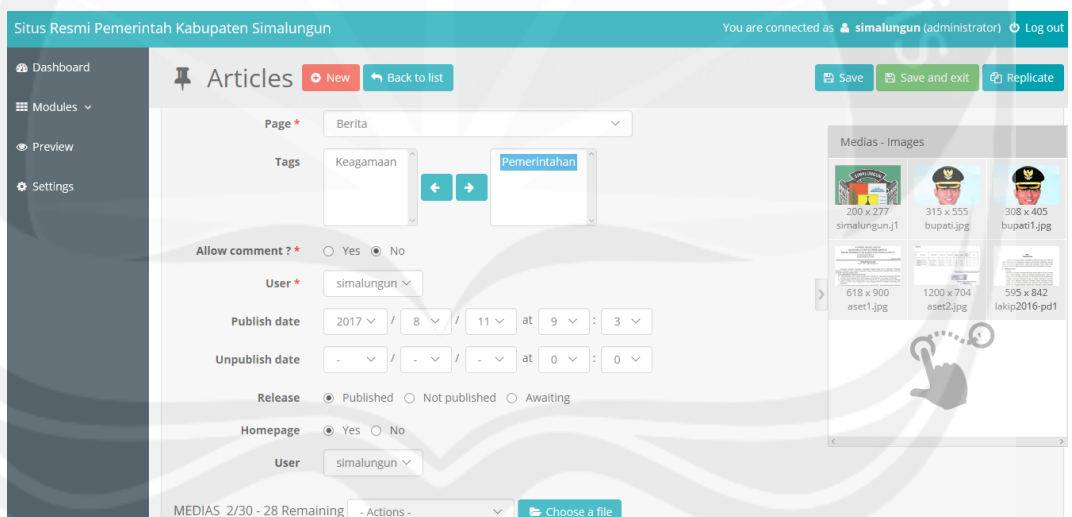 Situs Resmi Pemerintah Kabupaten Simalungun
You are connected as simalungun (administrator) Log out
Dashboard
Modules
Preview
Settings
Articles New Back to list
Save Save and exit Replicate
Page * Berita
Tags Keagamaan Pemerintahan
Allow comment ? * Yes No
User * simalungun
Publish date 2017 / 8 / 11 at 9 : 3
Unpublish date - / - / - at 0 : 0
Release Published Not published Awaiting
Homepage Yes No
User simalungun
MEDIAS 2/30 - 28 Remaining - Actions - Choose a file
Medias - Images
200 x 277 315 x 555 308 x 405
simalungun.j1 bupati.jpg bupati1.jpg
618 x 900 1200 x 704 595 x 842
aset1.jpg aset2.jpg lakip2016-pd1